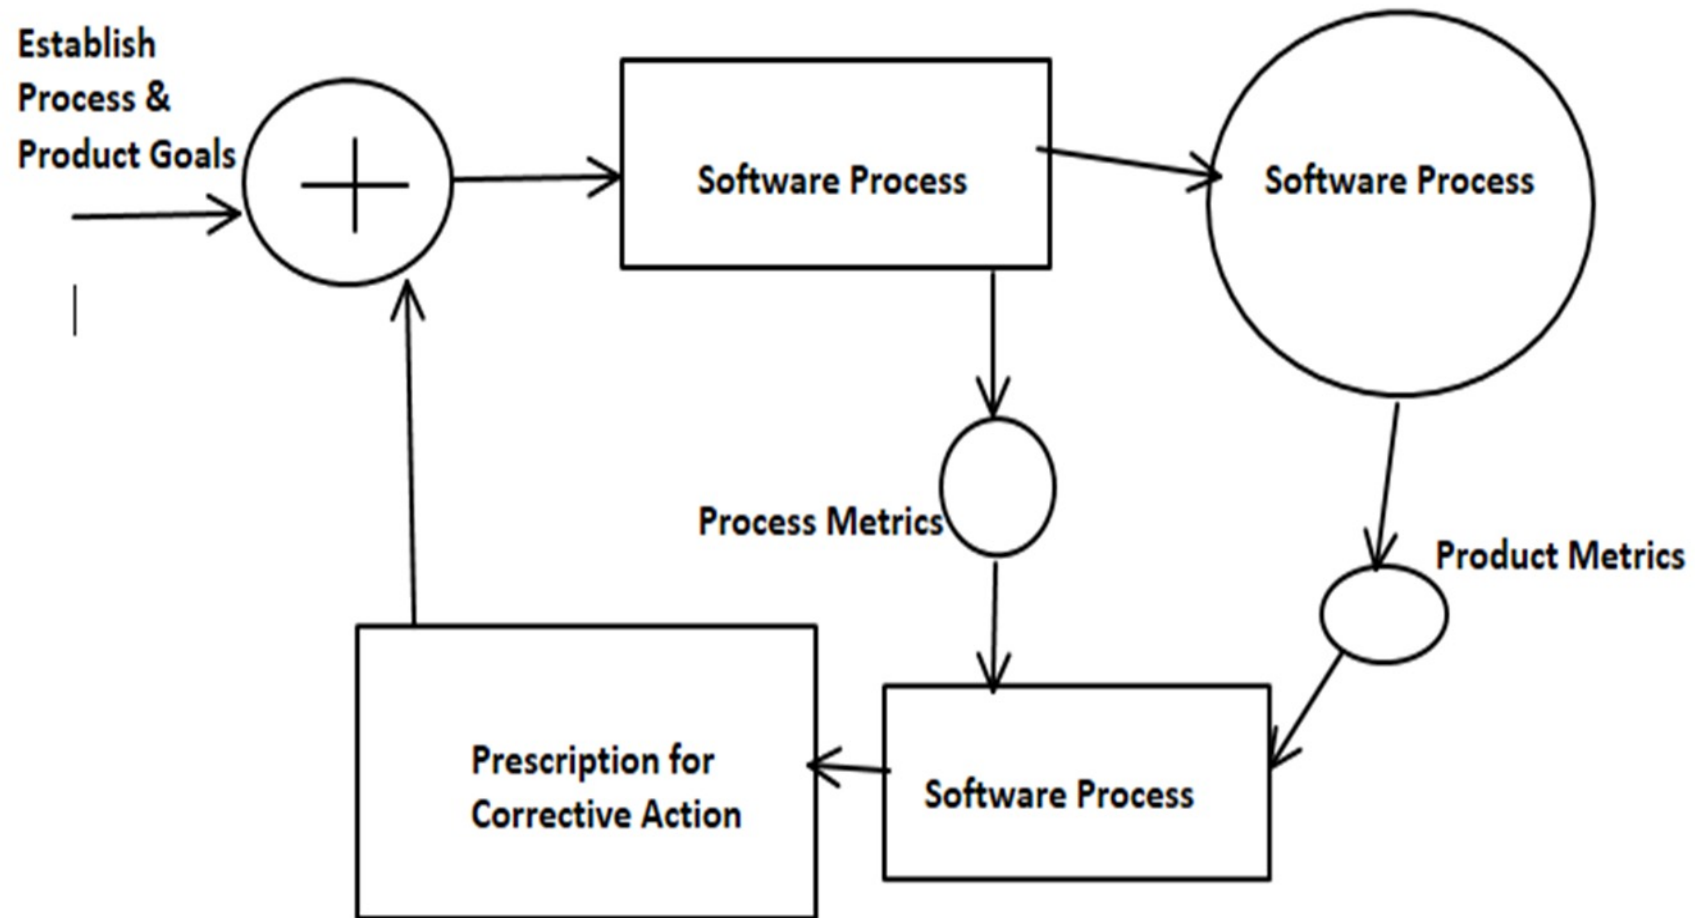 Establish
Process &
Product Goals
Software Process
Software Process
Process Metrics
Product Metrics
Prescription for
Corrective Action
Software Process